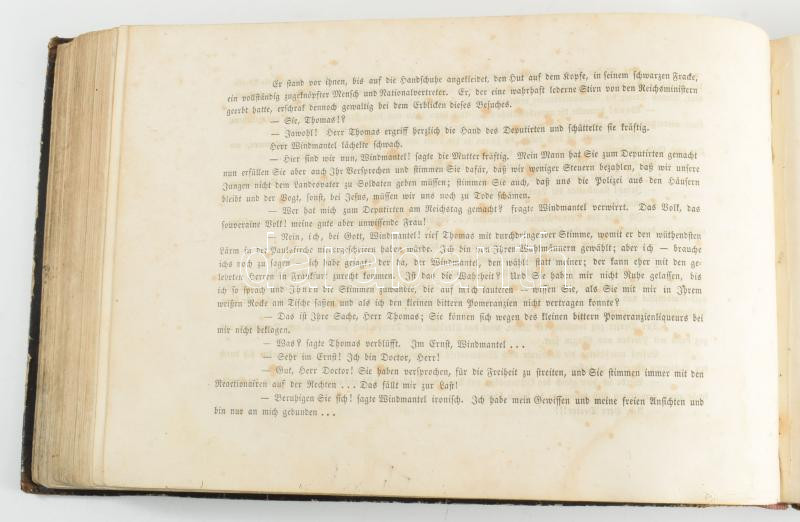 Er stand vor ihnen, bis auf die Handschuhe angekleidet, den Hut auf dem Kopfe, in seinem schwarzen Fracke,
ein vollständig zugeknöpfter Mensch und Nationalvertreter. Er, der eine wahrhaft lederne Stirn von den Reichsministern
geerbt hatte, erschrak dennoch gewaltig bei dem Erblicken dieses Besuches.
— Sie, Thomas!?
— Jawohl! Herr Thomas ergriff herzlich die Hand des Deputirten und schüttelte sie kräftig.
Herr Windmantel lächelte schwach.
— Hier sind wir nun, Windmantel! sagte die Mutter kräftig. Mein Mann hat Sie zum Deputirten gemacht
nun erfüllen Sie aber auch Ihr Versprechen und stimmen Sie dafür, daß wir weniger Steuern bezahlen, daß wir unsere
Jungen nicht dem Landesvater zu Soldaten geben müssen; stimmen Sie auch, daß uns die Polizei aus den Häusern
bleibt und der Vogt, sonst, bei Jesus, müssen wir uns noch zu Tode schämen.
— Wer hat mich zum Deputirten am Reichstag gemacht? fragte Windmantel verwirrt. Das Volk, das
souveraine Volk! meine gute aber unwissende Frau!
— Nein, ich, bei Gott, Windmantel! rief Thomas mit durchdringender Stimme, womit er den wüthendsten
Lärm in der Paulskirche niedergeschrieen haben würde. Ich bin von Ihren Wahlmännern gewählt; aber ich — brauche
ichs noch zu sagen — ich habe gesagt: der da, der Windmantel, den wählt statt meiner; der kann eher mit den ge-
lehrten Herren in Frankfurt zurecht kommen. Ist das die Wahrheit? Und Sie haben mir nicht Ruhe gelassen, bis
ich so sprach und Ihnen die Stimmen zuwandte, die auf mich lauteten — wissen Sie, als Sie mit mir in Ihrem
weißen Rocke am Tische saßen und als ich den kleinen bittern Pomeranzien nicht vertragen konnte?
— Das ist Ihre Sache, Herr Thomas; Sie können sich wegen des kleinen bittern Pomeranzienliqueurs bei
mir nicht beklagen.
— Was? sagte Thomas verblüfft. Im Ernst, Windmantel ...
— Sehr im Ernst! Ich bin Doctor, Herr!
— Gut, Herr Doctor! Sie haben versprochen, für die Freiheit zu streiten, und Sie stimmen immer mit den
Reactionairen auf der Rechten ... Das fällt mir zur Last!
— Beruhigen Sie sich! sagte Windmantel ironisch. Ich habe mein Gewissen und meine freien Ansichten und
bin nur an mich gebunden ...